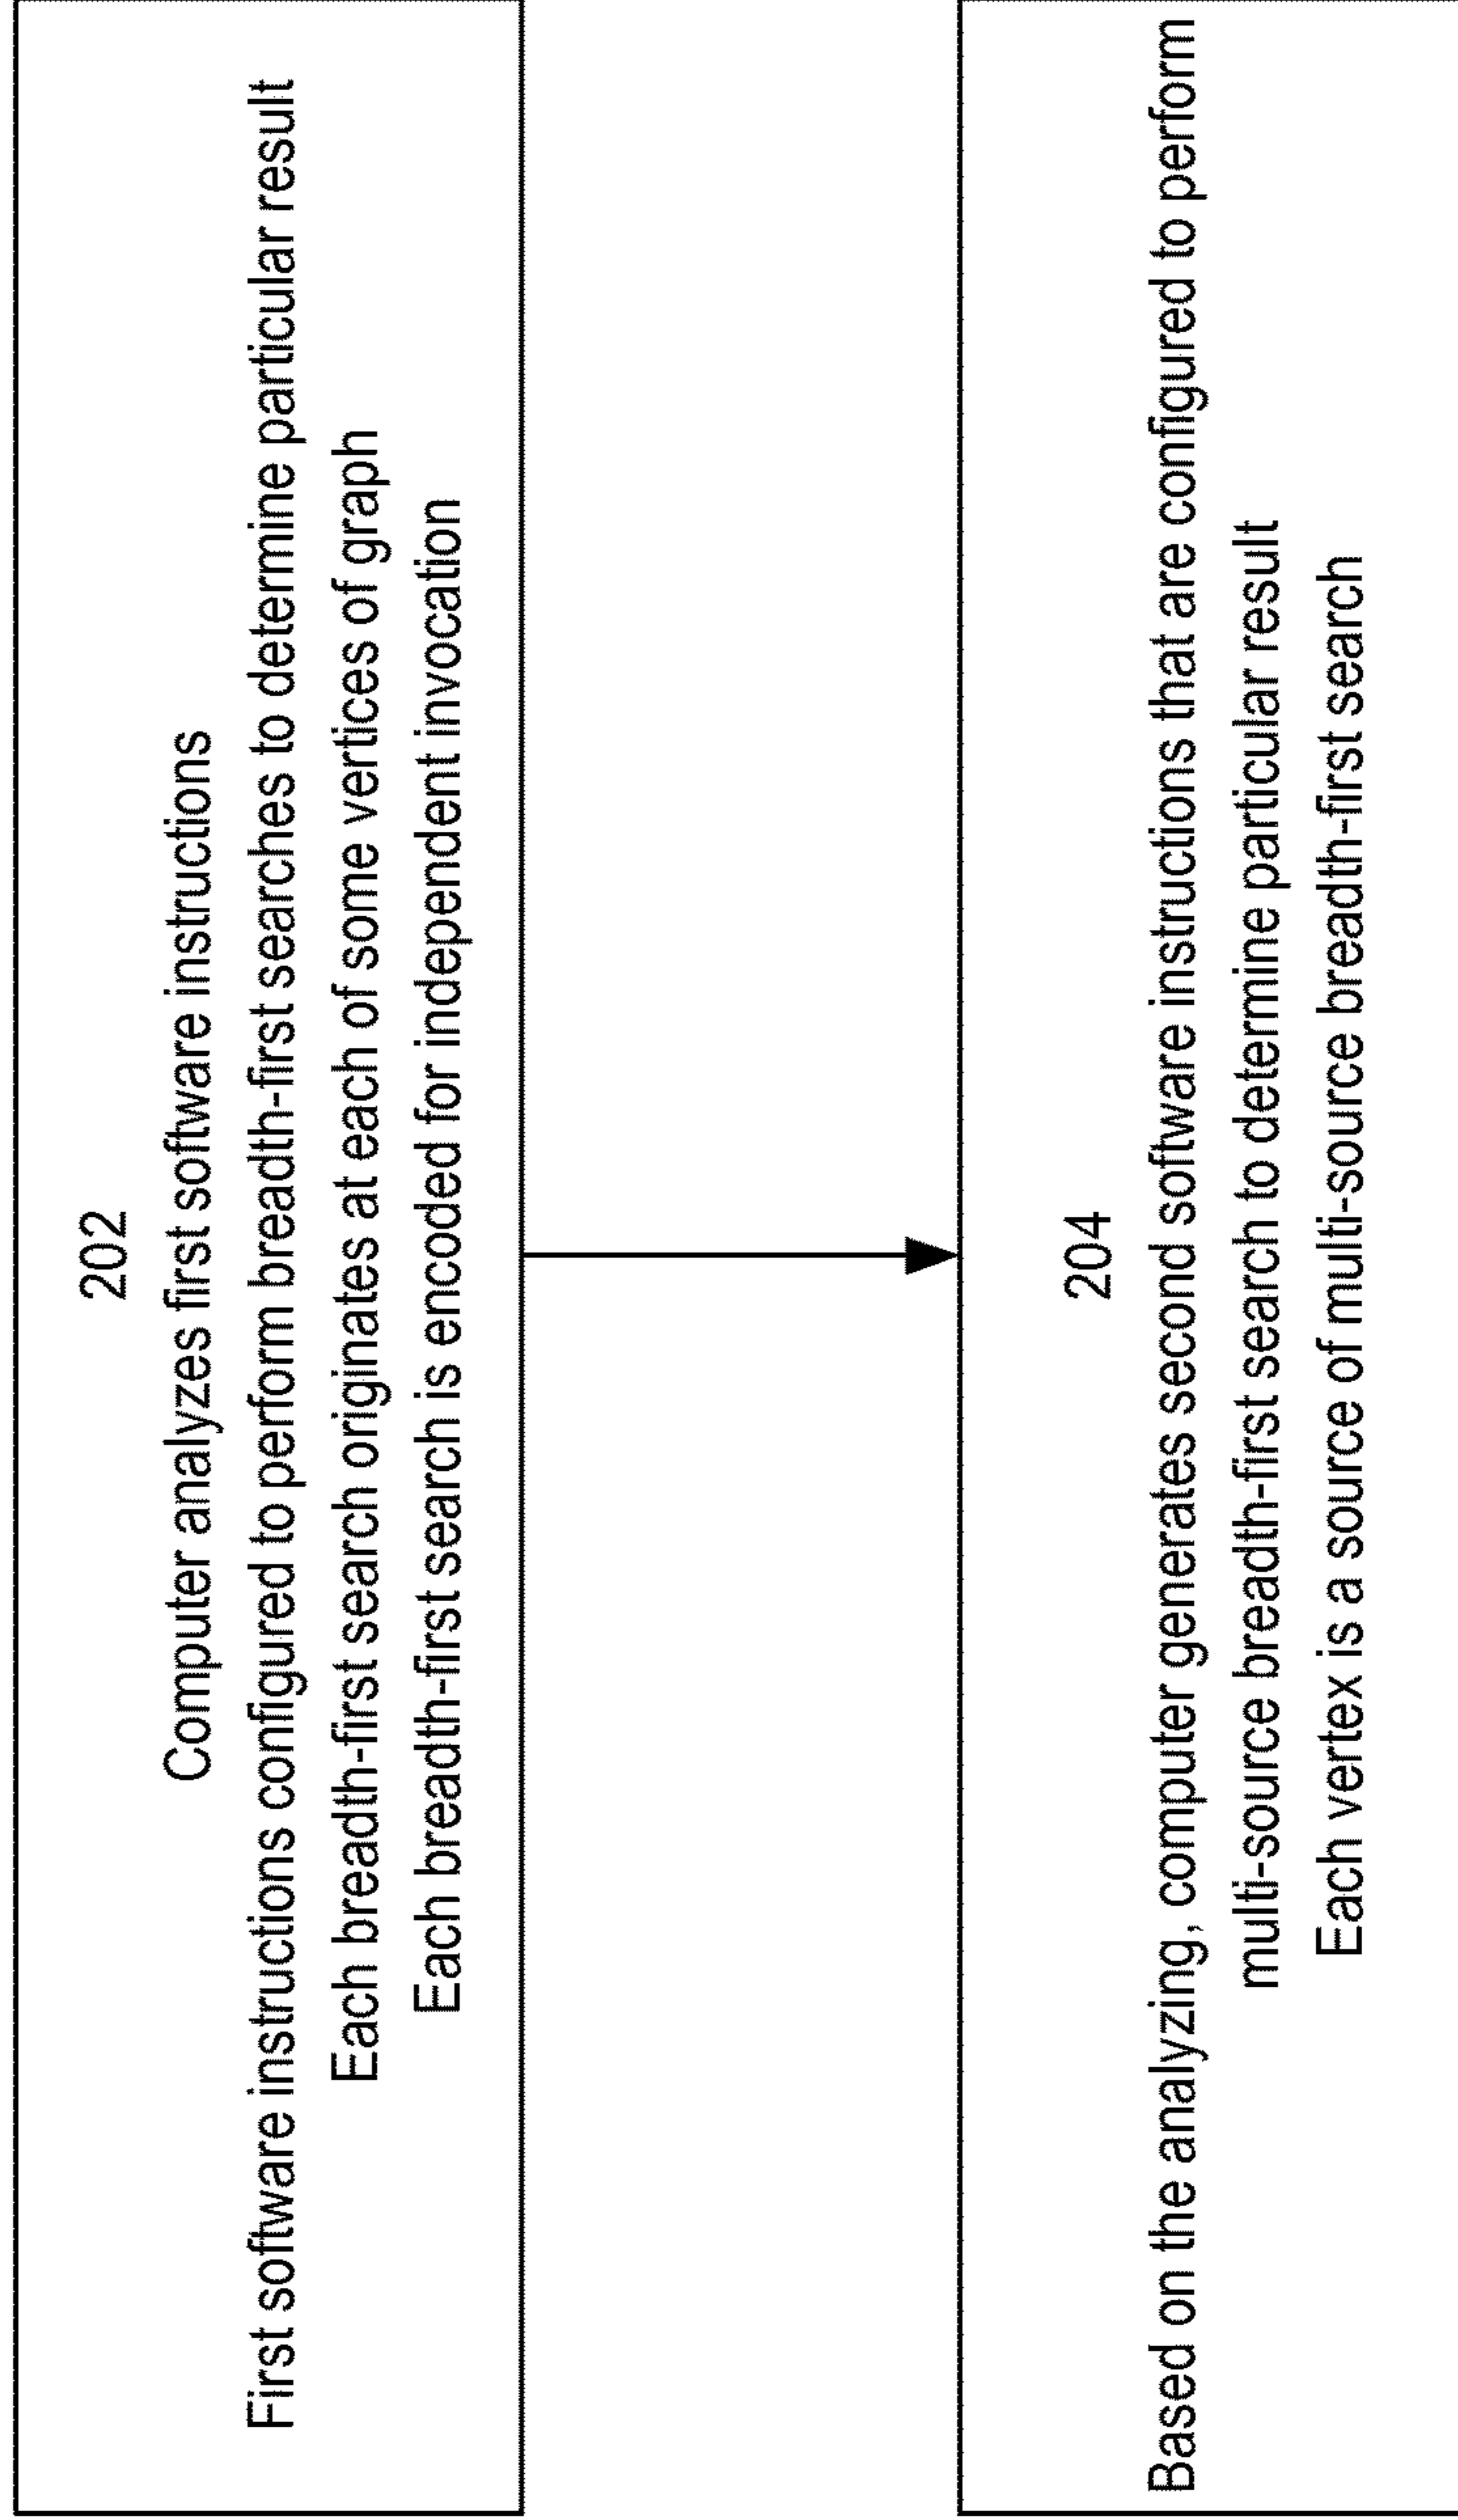 202
Computer analyzes first software instructions
First software instructions configured to perform breadth-first searches to determine particular result
Each breadth-first search originates at each of some vertices of graph
Each breadth-first search is encoded for independent invocation
204
Based on the analyzing, computer generates second software instructions that are configured to perform
multi-source breadth-first search to determine particular result
Each vertex is a source of multi-source breadth-first search